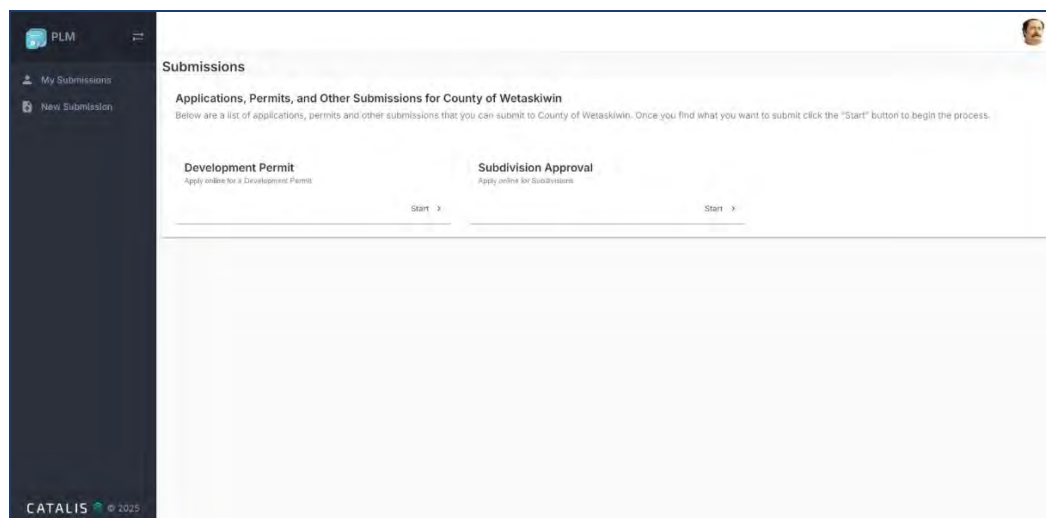 PLM
My Submissions
New Submission
Submissions
Applications, Permits, and Other Submissions for County of Wetaskiwin
Below are a list of applications, permits and other submissions that you can submit to County of Wetaskiwin. Once you find what you want to submit click the "Start" button to begin the process.
Development Permit
Apply online for a Development Permit
Start
Subdivision Approval
Apply online for Subdivisions
Start
CATALIS © 2025